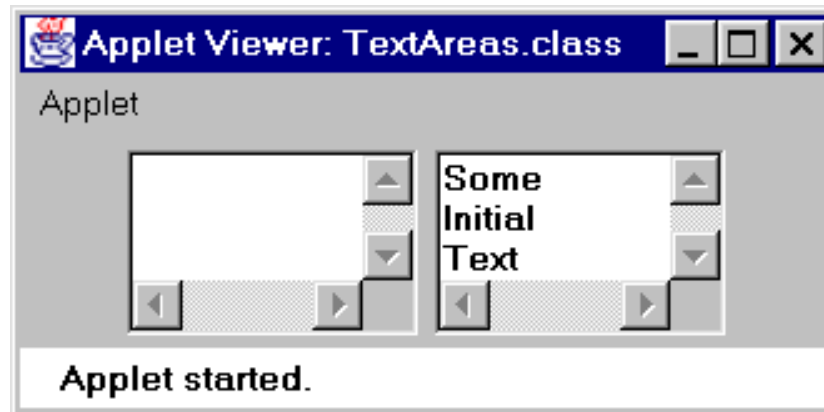 Applet Viewer: TextAreas.class
Applet
Some
Initial
Text
Applet started.